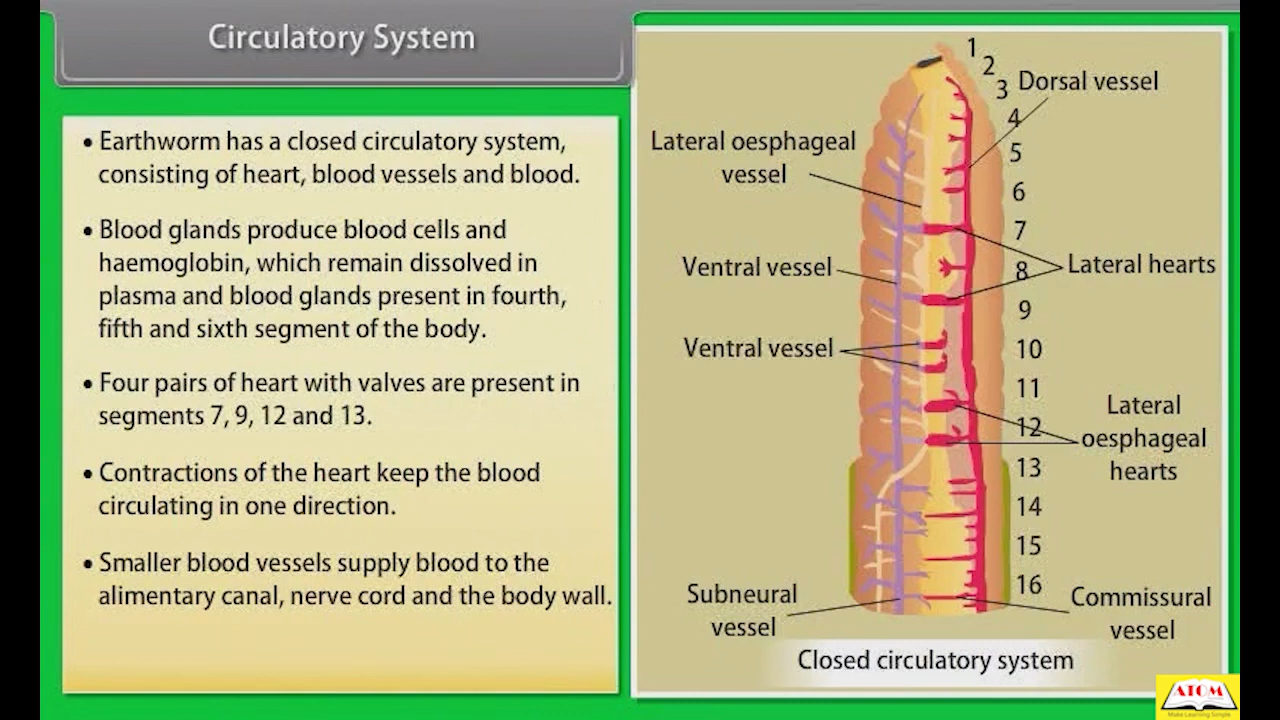 Circulatory System
• Earthworm has a closed circulatory system,
consisting of heart, blood vessels and blood.
• Blood glands produce blood cells and
haemoglobin, which remain dissolved in
plasma and blood glands present in fourth,
fifth and sixth segment of the body.
• Four pairs of heart with valves are present in
segments 7, 9, 12 and 13.
• Contractions of the heart keep the blood
circulating in one direction.
• Smaller blood vessels supply blood to the
alimentary canal, nerve cord and the body wall.
1
2
3
Dorsal vessel
4
Lateral oesphageal
vessel
5
6
7
Ventral vessel
8
Lateral hearts
9
Ventral vessel
10
11
12
Lateral
oesphageal
hearts
13
14
15
16
Subneural
vessel
Commissural
vessel
Closed circulatory system
ATOM
Make Learning Simple